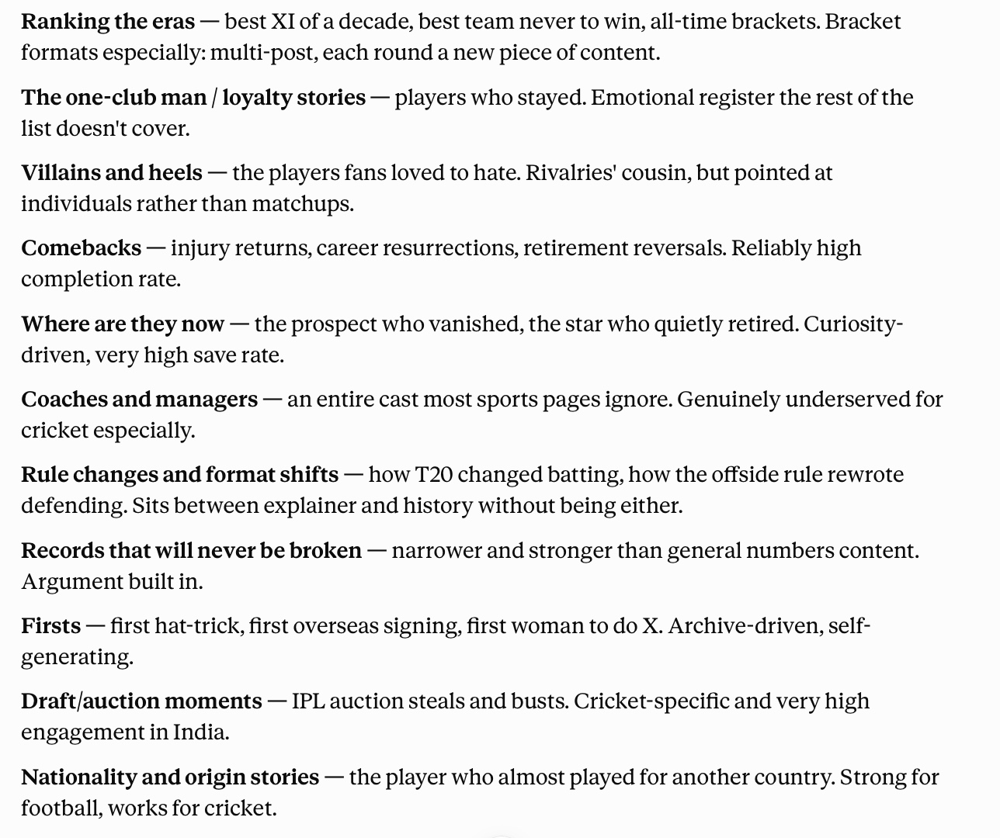 Ranking the eras — best XI of a decade, best team never to win, all-time brackets. Bracket
formats especially: multi-post, each round a new piece of content.
The one-club man / loyalty stories — players who stayed. Emotional register the rest of the
list doesn't cover.
Villains and heels — the players fans loved to hate. Rivalries' cousin, but pointed at
individuals rather than matchups.
Comebacks — injury returns, career resurrections, retirement reversals. Reliably high
completion rate.
Where are they now — the prospect who vanished, the star who quietly retired. Curiosity-
driven, very high save rate.
Coaches and managers — an entire cast most sports pages ignore. Genuinely underserved for
cricket especially.
Rule changes and format shifts — how T20 changed batting, how the offside rule rewrote
defending. Sits between explainer and history without being either.
Records that will never be broken — narrower and stronger than general numbers content.
Argument built in.
Firsts — first hat-trick, first overseas signing, first woman to do X. Archive-driven, self-
generating.
Draft/auction moments — IPL auction steals and busts. Cricket-specific and very high
engagement in India.
Nationality and origin stories — the player who almost played for another country. Strong for
football, works for cricket.